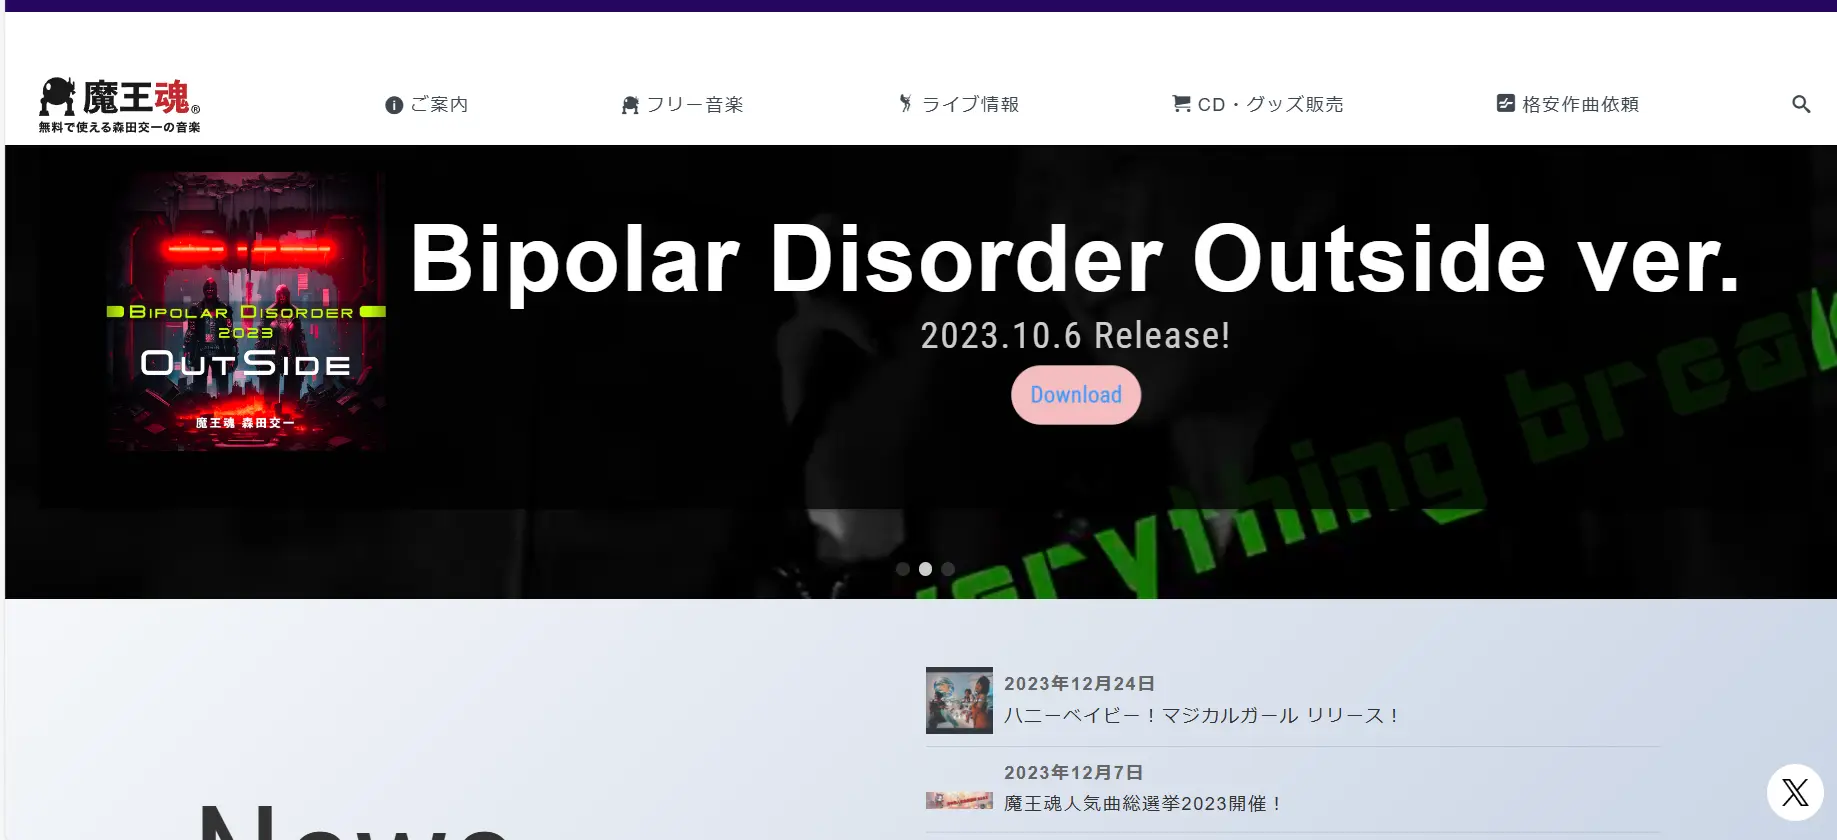 魔王魂®
無料で使える森田交一の音楽
ご案内
フリー音楽
ライブ情報
CD・グッズ販売
格安作曲依頼
BIPOLAR DISORDER
2023
OUTSIDE
魔王魂 森田交一
Bipolar Disorder Outside ver.
2023.10.6 Release!
Download
erything break
2023年12月24日
ハニーベイビー！マジカルガール リリース！
2023年12月7日
魔王魂人気曲総選挙2023開催！
News